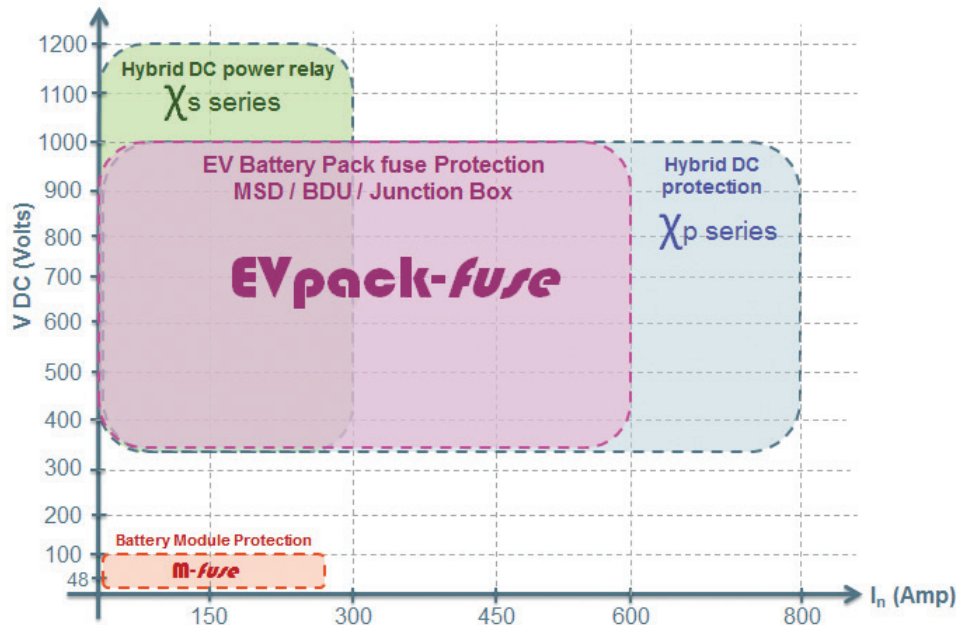 1200
1100
1000
900
800
700
600
500
400
300
200
100
48
V DC (Volts)
Hybrid DC power relay
χs series
EV Battery Pack fuse Protection
MSD / BDU / Junction Box
EVpack-fuse
Hybrid DC
protection
χp series
Battery Module Protection
M-fuse
150
300
450
600
800
Iₙ (Amp)